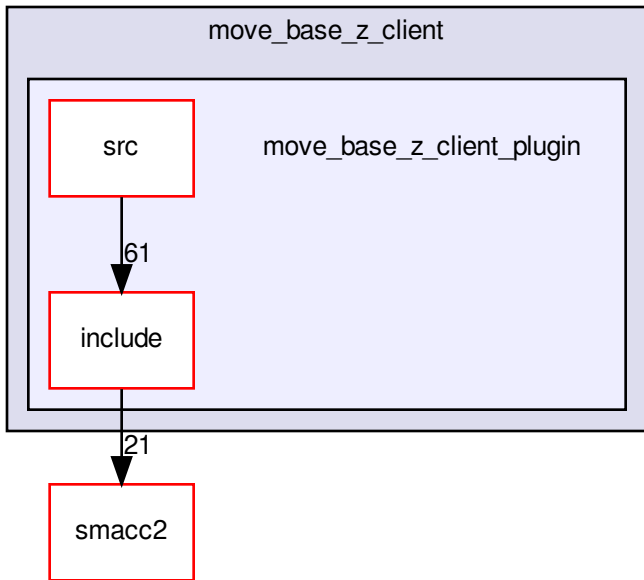 move_base_z_client
src
move_base_z_client_plugin
61
include
21
smacc2